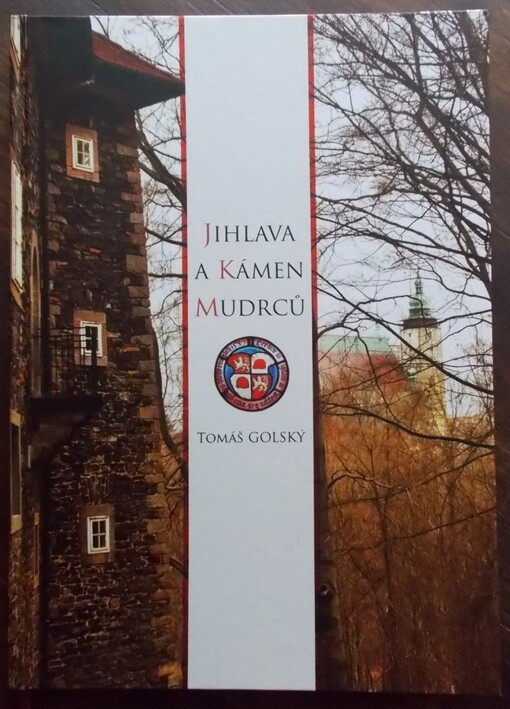 JIHLAVA
A KÁMEN
MUDRCŮ
TOMÁŠ GOLSKÝ